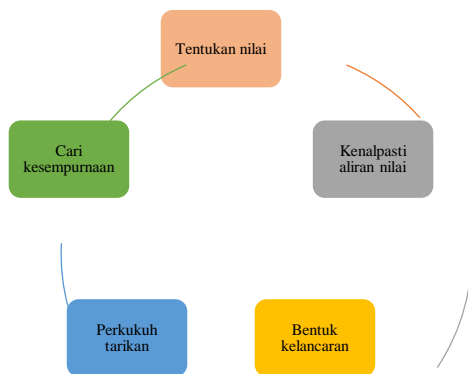 Tentukan nilai
Kenalpasti
aliran nilai
Bentuk
kelancaran
Perkukuh
tarikan
Cari
kesempurnaan